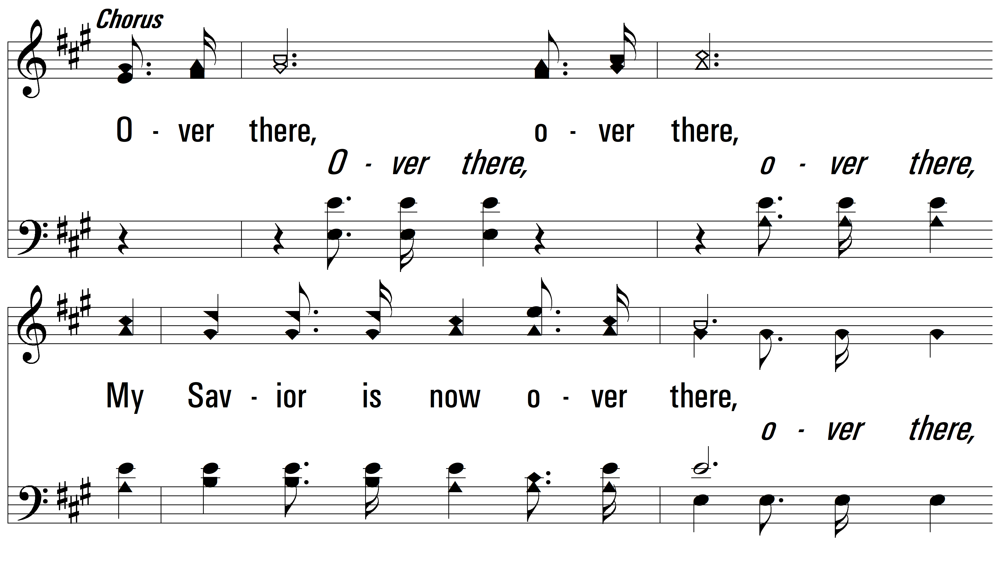 Chorus
O - ver there, o - ver there,
O - ver there, o - ver there,
My Sav - ior is now o - ver there,
o - ver there,